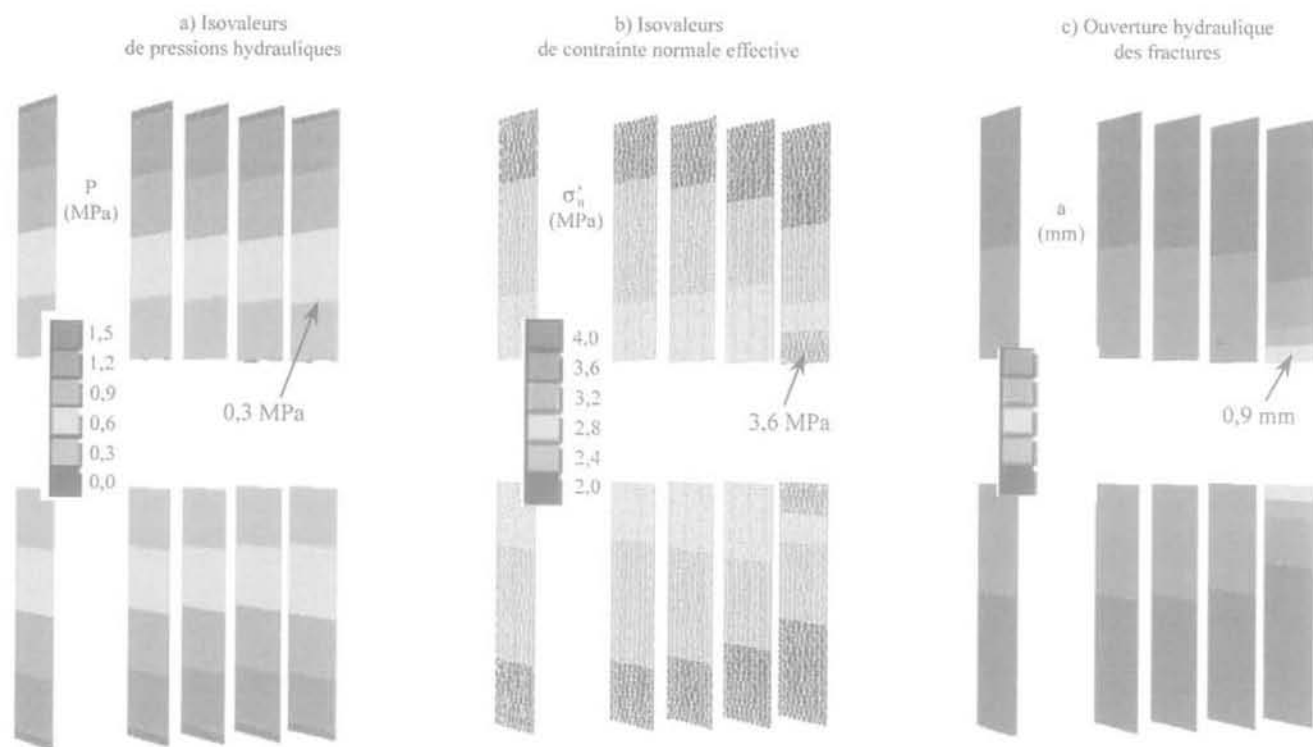 a) Isovaleurs
de pressions hydrauliques
b) Isovaleurs
de contrainte normale effective
c) Ouverture hydraulique
des fractures
P
(MPa)
1,5
1,2
0,9
0,6
0,3
0,0
0,3 MPa
σ'n
(MPa)
4,0
3,6
3,2
2,8
2,4
2,0
3,6 MPa
a
(mm)
0,9 mm